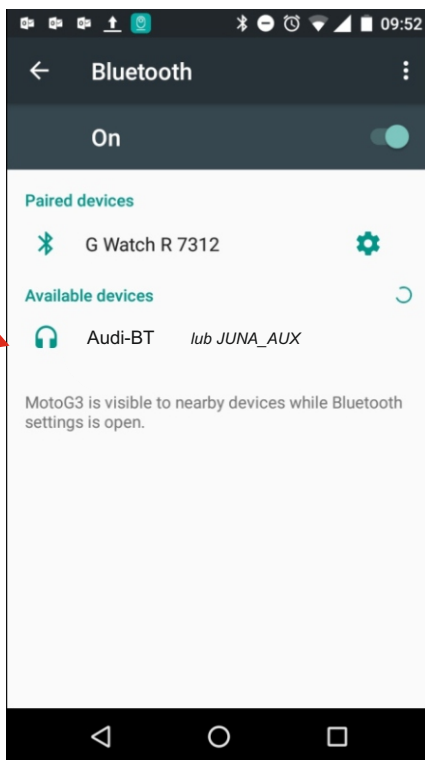 09:52
Bluetooth
On
Paired devices
G Watch R 7312
Available devices
Audi-BT lub JUNA_AUX
MotoG3 is visible to nearby devices while Bluetooth
settings is open.